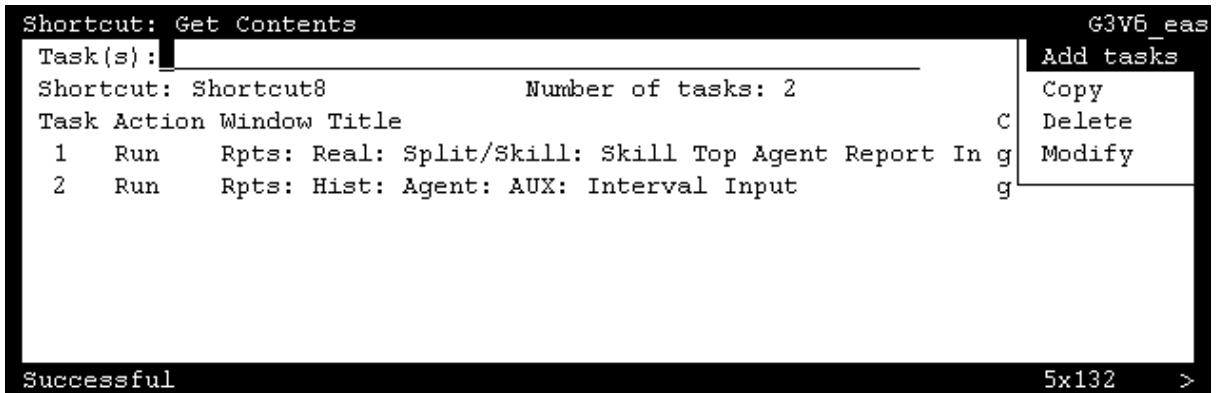 Shortcut: Get Contents G3V6_eas
Task(s): Add tasks
Shortcut: Shortcut8 Number of tasks: 2 Copy
Task Action Window Title C Delete
1 Run Rpts: Real: Split/Skill: Skill Top Agent Report In g Modify
2 Run Rpts: Hist: Agent: AUX: Interval Input g
Successful 5x132 >